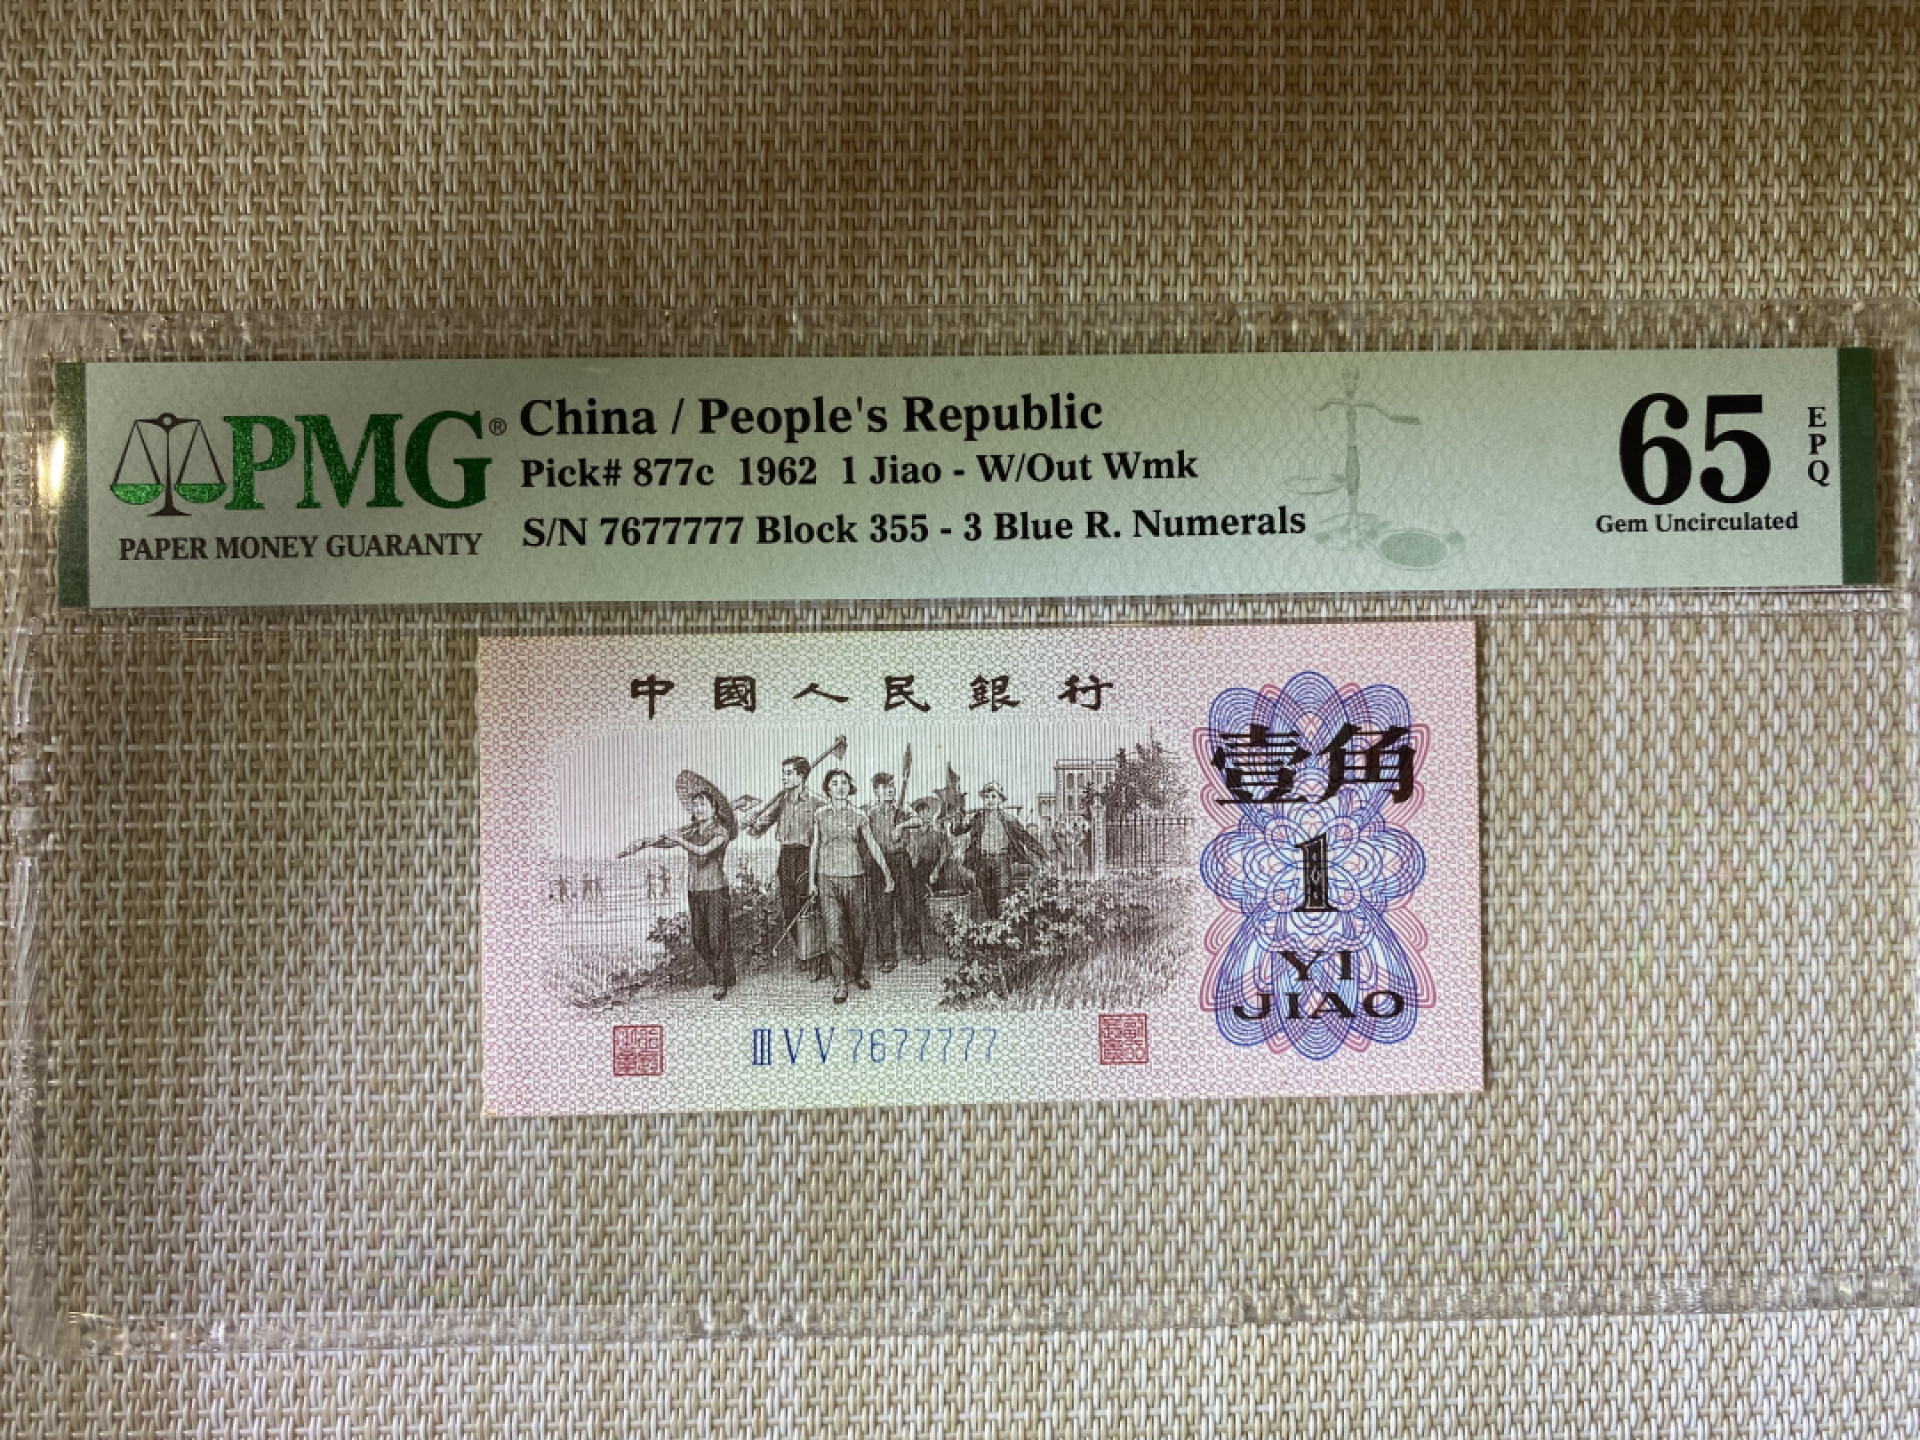 PMG®
PAPER MONEY GUARANTY
China / People's Republic
Pick# 877c 1962 1 Jiao - W/Out Wmk
S/N 7677777 Block 355 - 3 Blue R. Numerals
65
EPQ
Gem Uncirculated
中國人民銀行
壹角
1
YI
JIAO
III V V 7677777